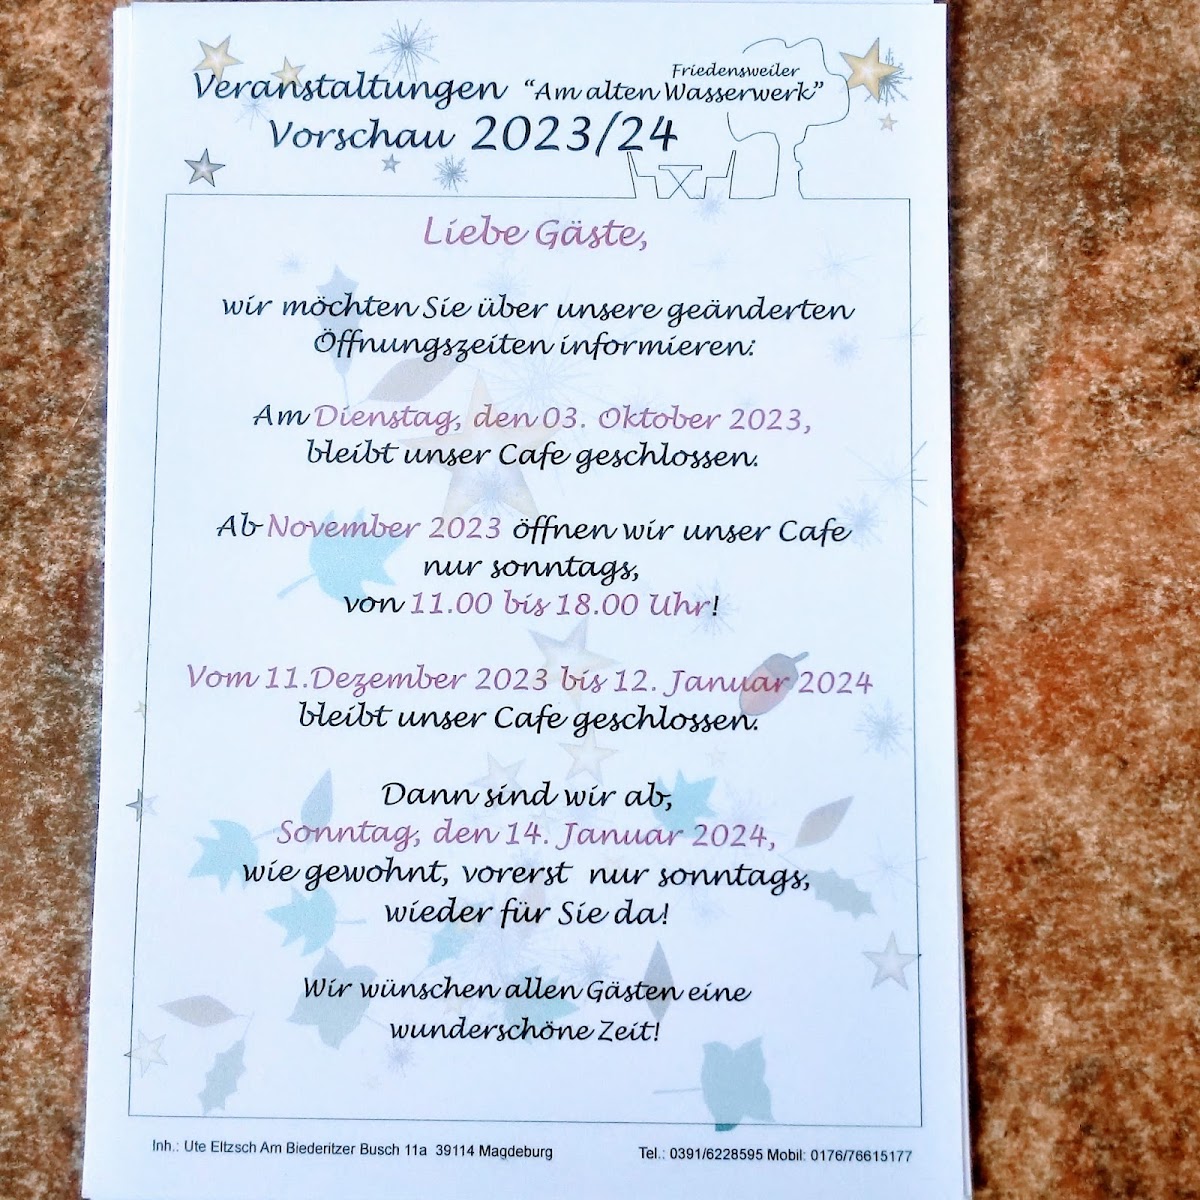 Friedensweiler
Veranstaltungen "Am alten Wasserwerk"
Vorschau 2023/24
Liebe Gäste,
wir möchten Sie über unsere geänderten
Öffnungszeiten informieren:
Am Dienstag, den 03. Oktober 2023,
bleibt unser Cafe geschlossen.
Ab November 2023 öffnen wir unser Cafe
nur sonntags,
von 11.00 bis 18.00 Uhr!
Vom 11.Dezember 2023 bis 12. Januar 2024
bleibt unser Cafe geschlossen.
Dann sind wir ab,
Sonntag, den 14. Januar 2024,
wie gewohnt, vorerst nur sonntags,
wieder für Sie da!
Wir wünschen allen Gästen eine
wunderschöne Zeit!
Inh.: Ute Eltzsch Am Biederitzer Busch 11a 39114 Magdeburg Tel.: 0391/6228595 Mobil: 0176/76615177